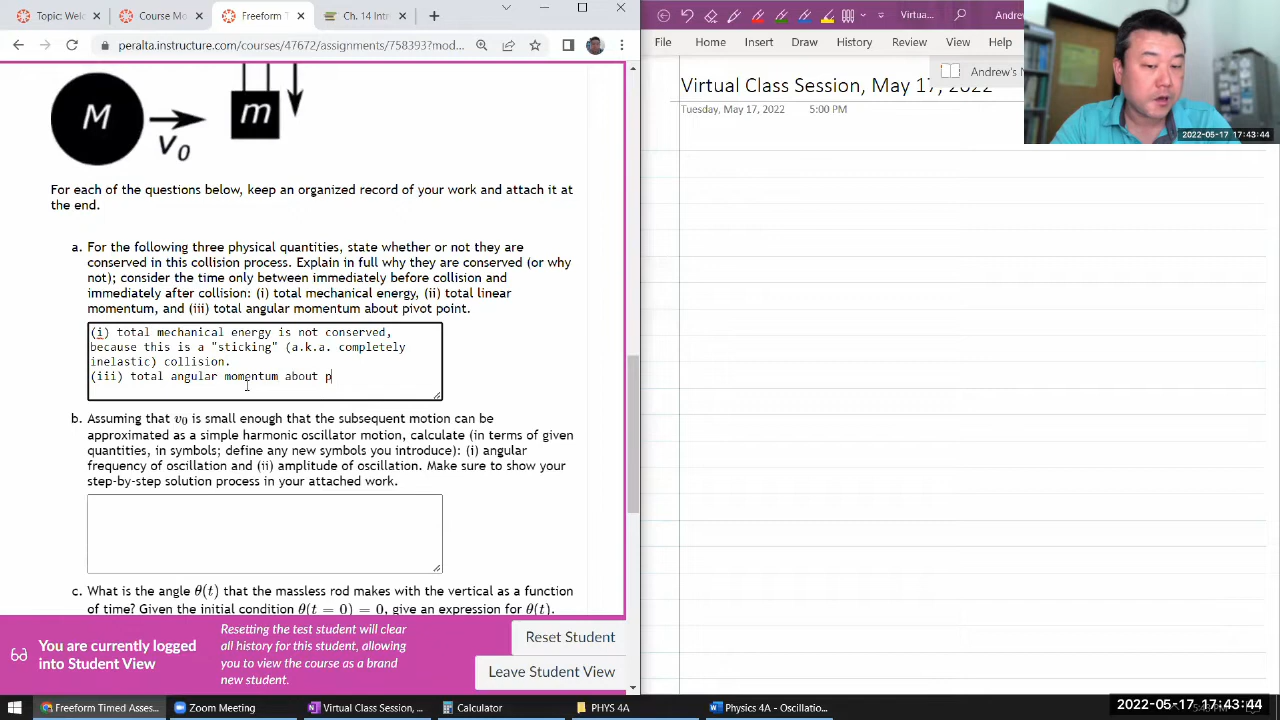 Topic: Wel
Course Ro
Virtual Cla
Freeform T
Ch. 14 Intr
peralta.instructure.com/courses/47672/assignments/758393?mod...
M
v0
m
For each of the questions below, keep an organized record of your work and attach it at
the end.
a. For the following three physical quantities, state whether or not they are
conserved in this collision process. Explain in full why they are conserved (or why
not); consider the time only between immediately before collision and
immediately after collision: (i) total mechanical energy, (ii) total linear
momentum, and (iii) total angular momentum about pivot point.
(i) total mechanical energy is not conserved,
because this is a "sticking" (a.k.a. completely
inelastic) collision.
(iii) total angular momentum about p
b. Assuming that v0 is small enough that the subsequent motion can be
approximated as a simple harmonic oscillator motion, calculate (in terms of given
quantities, in symbols; define any new symbols you introduce): (i) angular
frequency of oscillation and (ii) amplitude of oscillation. Make sure to show your
step-by-step solution process in your attached work.
c. What is the angle θ(t) that the massless rod makes with the vertical as a function
of time? Given the initial condition θ(t = 0) = 0, give an expression for θ(t).
You are currently logged
into Student View
Resetting the test student will clear
all history for this student, allowing
you to view the course as a brand
new student.
Reset Student
Leave Student View
Virtual...
Andre
File Home Insert Draw History Review View Help
Andrew's N
Virtual Class Session, May 17, 2022
Tuesday, May 17, 2022 5:00 PM
2022-05-17 17:43:44
Freeform Timed Asses...
Zoom Meeting
Virtual Class Session, ...
Calculator
PHYS 4A
Physics 4A - Oscillatio...
2022-05-17 17:43:44